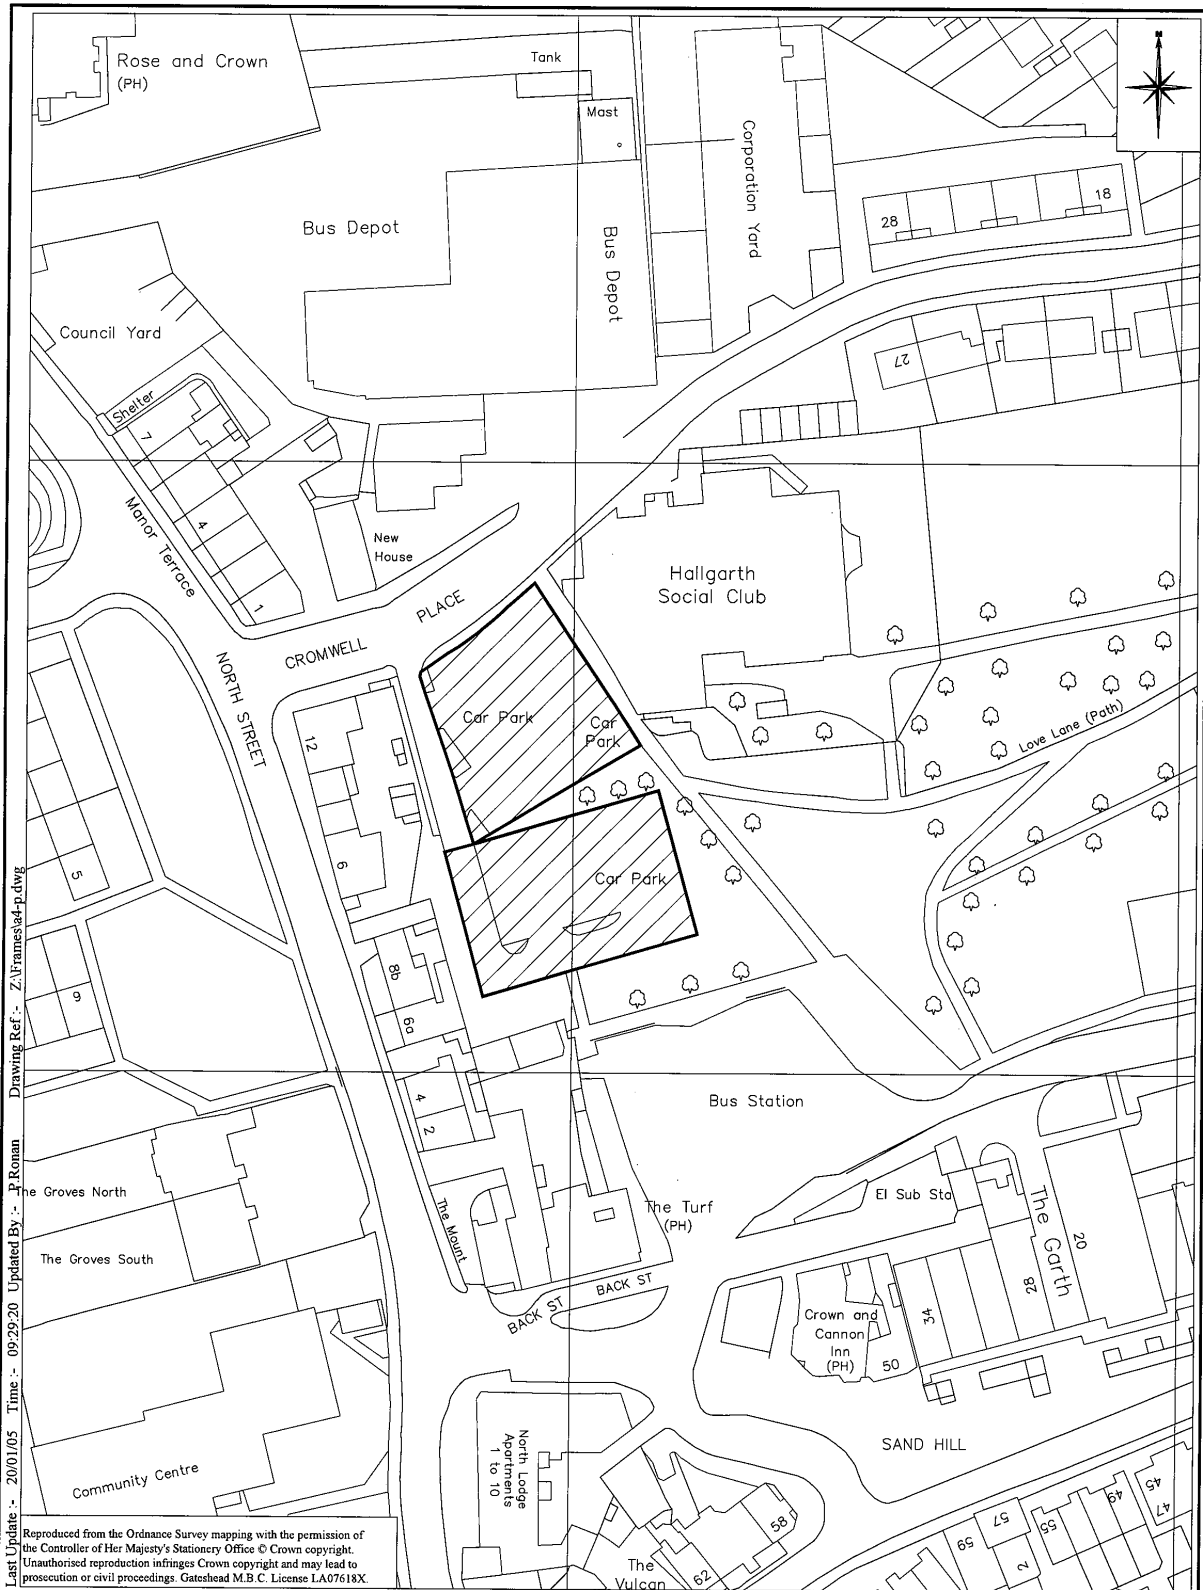 N
Rose and Crown
(PH)
Tank
Mast
Corporation Yard
28
18
Bus Depot
Bus Depot
Council Yard
27
Shelter
7
4
1
Manor Terrace
New
House
Hallgarth
Social Club
PLACE
CROMWELL
NORTH STREET
Car Park
Car
Park
Love Lane (Path)
12
6
5
Car Park
9
8b
6a
4
2
Bus Station
The Groves North
The Groves South
The Mount
The Turf
(PH)
El Sub Sta
The Garth
20
28
34
BACK ST
BACK ST
Crown and
Cannon
Inn
(PH)
50
SAND HILL
Community Centre
North Lodge
Apartments
1 to 10
58
62
The
Vulcan
59
57
2
55
49
45
47
Last Update :- 20/01/05 Time :- 09:29:20 Updated By :- P.Ronan Drawing Ref :- Z:\Frames\a4-p.dwg
Reproduced from the Ordnance Survey mapping with the permission of
the Controller of Her Majesty's Stationery Office © Crown copyright.
Unauthorised reproduction infringes Crown copyright and may lead to
prosecution or civil proceedings. Gateshead M.B.C. License LA07618X.